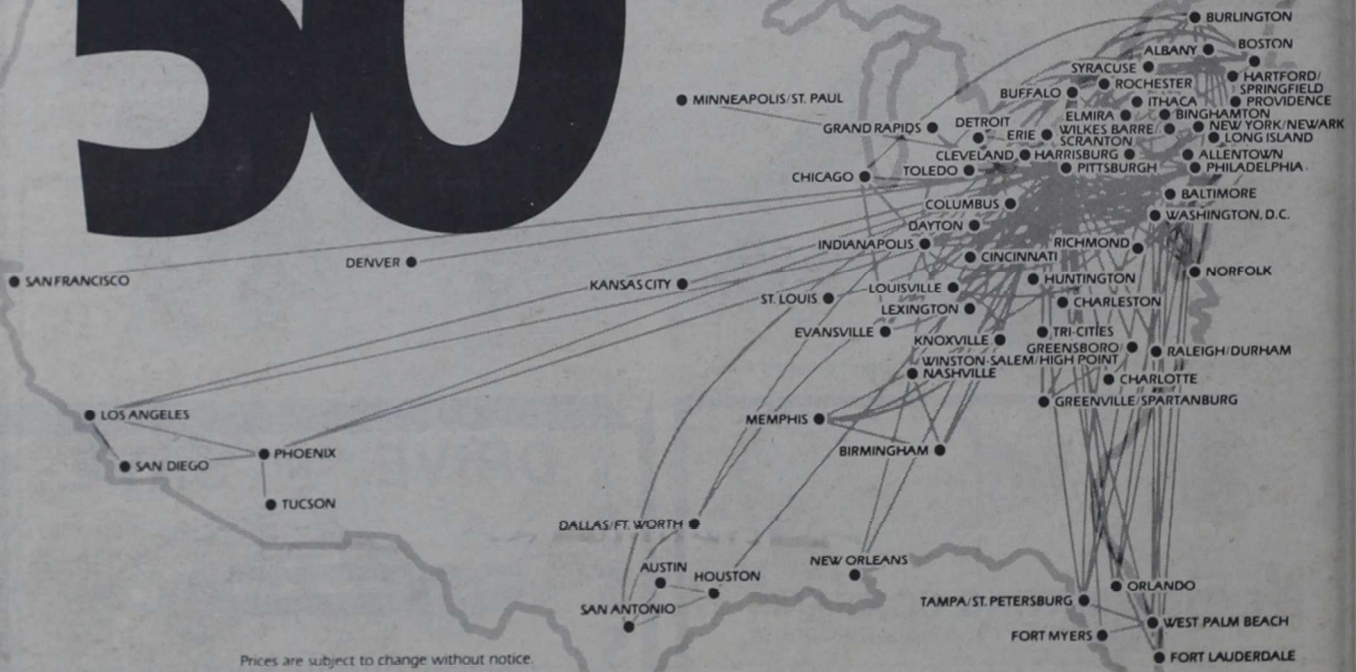 50
BURLINGTON
ALBANY
BOSTON
SYRACUSE
HARTFORD/
SPRINGFIELD
ROCHESTER
BUFFALO
MINNEAPOLIS/ST. PAUL
ITHACA
PROVIDENCE
ELMIRA
BINGHAMTON
GRAND RAPIDS
DETROIT
ERIE
WILKES BARRE/
SCRANTON
NEW YORK/NEWARK
LONG ISLAND
CLEVELAND
HARRISBURG
ALLENTOWN
CHICAGO
TOLEDO
PITTSBURGH
PHILADELPHIA
BALTIMORE
COLUMBUS
WASHINGTON, D.C.
DAYTON
INDIANAPOLIS
RICHMOND
CINCINNATI
DENVER
NORFOLK
SAN FRANCISCO
KANSAS CITY
LOUISVILLE
HUNTINGTON
ST. LOUIS
LEXINGTON
CHARLESTON
EVANSVILLE
KNOXVILLE
TRI-CITIES
GREENSBORO/
WINSTON-SALEM/HIGH POINT
RALEIGH/DURHAM
NASHVILLE
CHARLOTTE
GREENVILLE/SPARTANBURG
LOS ANGELES
MEMPHIS
PHOENIX
BIRMINGHAM
SAN DIEGO
TUCSON
DALLAS/FT. WORTH
AUSTIN
HOUSTON
NEW ORLEANS
ORLANDO
SAN ANTONIO
TAMPA/ST. PETERSBURG
WEST PALM BEACH
FORT MYERS
FORT LAUDERDALE
Prices are subject to change without notice.